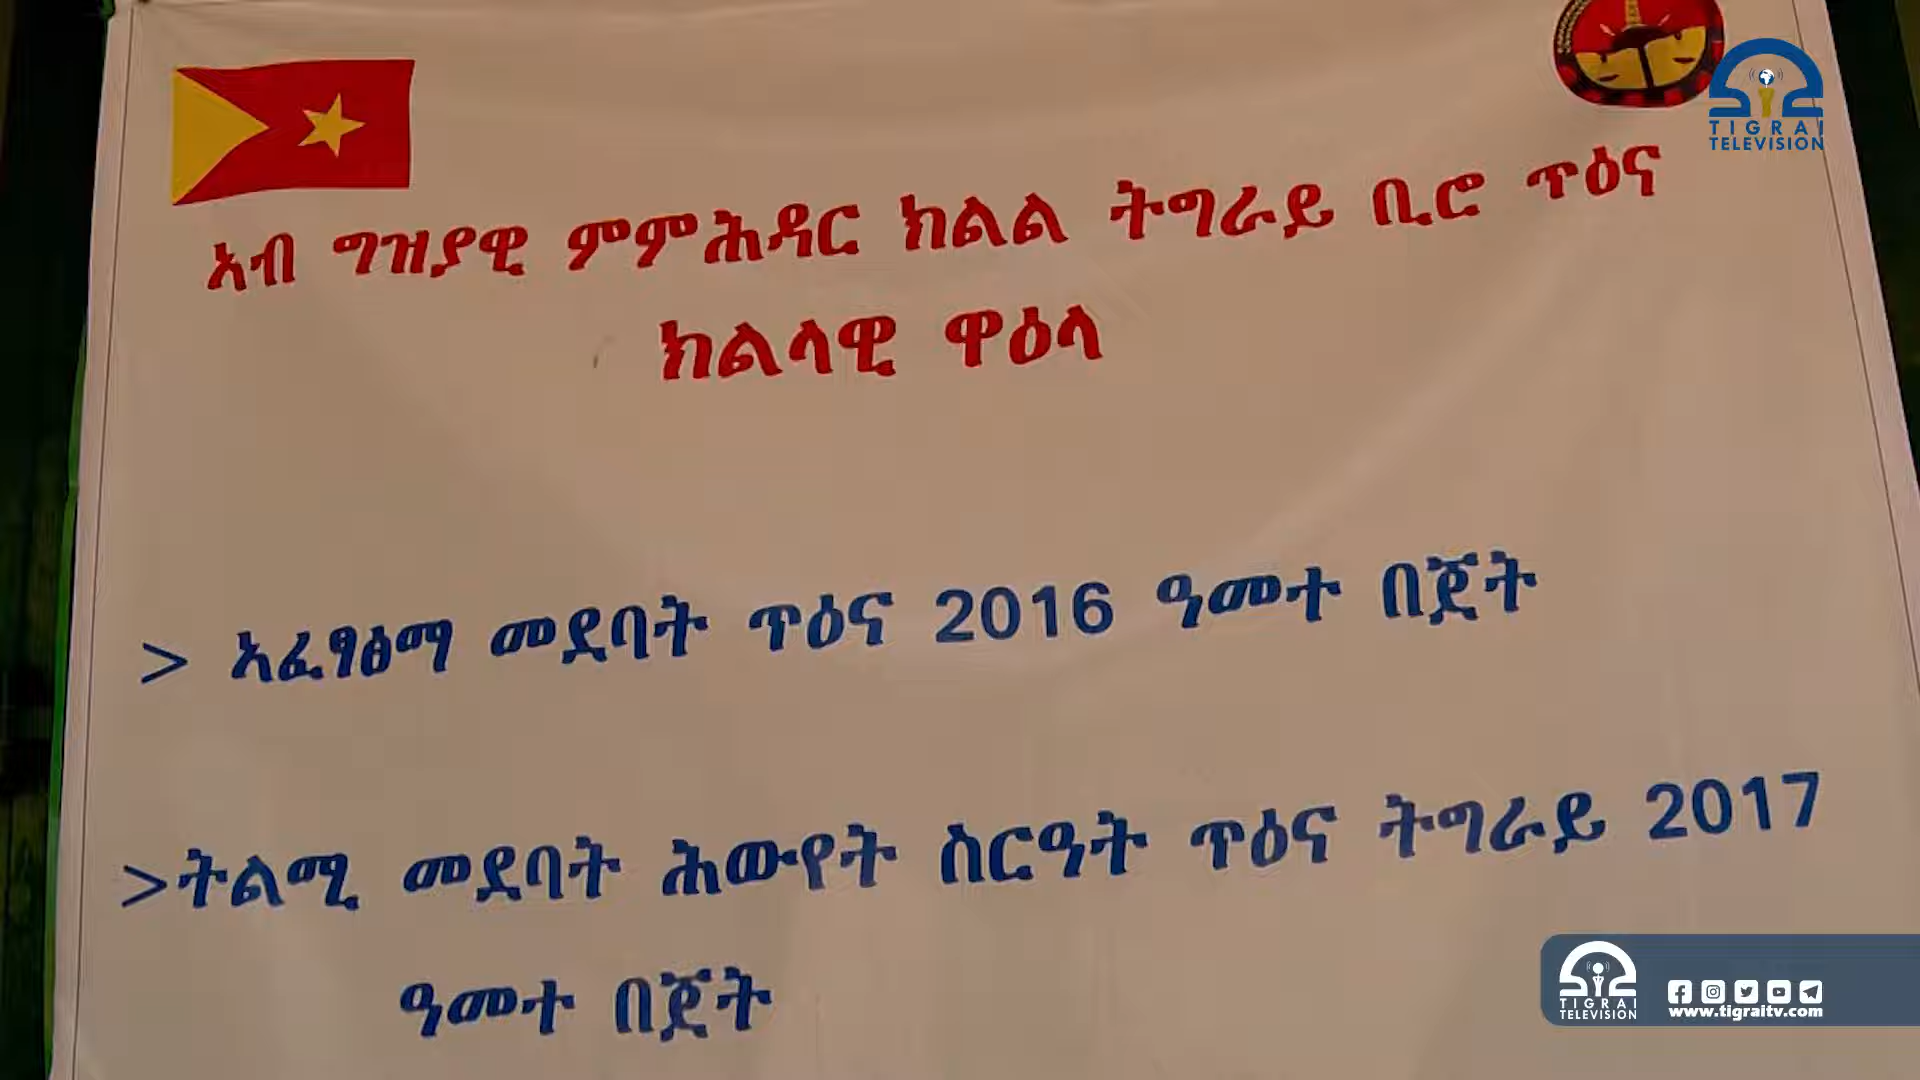 TIGRAI
TELEVISION
ኣብ ግዝያዊ ምምሕዳር ክልል ትግራይ ቢሮ ጥዕና
ክልላዊ ዋዕላ
> ኣፈፃፅማ መደባት ጥዕና 2016 ዓመተ በጀት
>ትልሚ መደባት ሕውየት ስርዓት ጥዕና ትግራይ 2017
ዓመተ በጀት
TIGRAI
TELEVISION
www.tigraitv.com